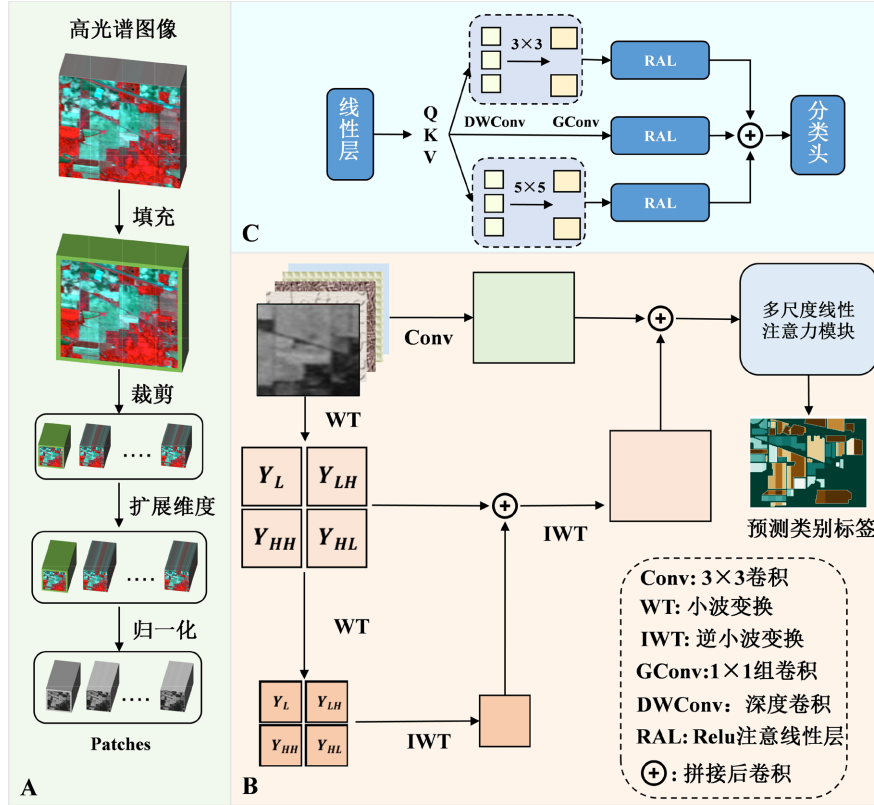 高光谱图像
填充
裁剪
....
扩展维度
....
归一化
....
Patches
A
线性层
Q
K
V
3×3
DWConv
GConv
5×5
RAL
RAL
RAL
分类头
C
Conv
WT
Y_L
Y_LH
Y_HH
Y_HL
WT
Y_L
Y_LH
Y_HH
Y_HL
IWT
IWT
多尺度线性
注意力模块
预测类别标签
Conv: 3×3卷积
WT: 小波变换
IWT: 逆小波变换
GConv:1×1组卷积
DWConv：深度卷积
RAL: Relu注意线性层
⊕: 拼接后卷积
B